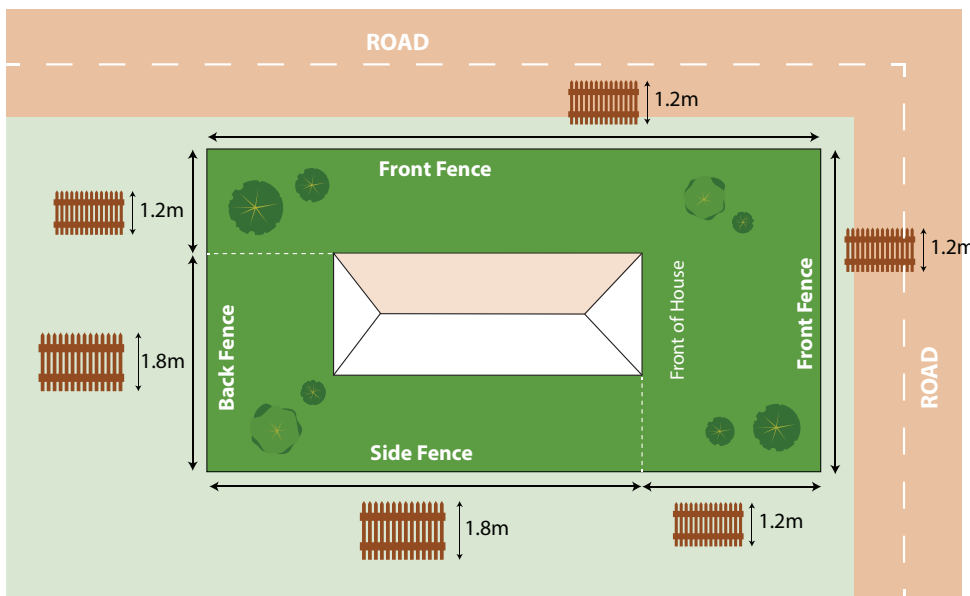 ROAD
1.2m
Front Fence
1.2m
1.2m
Front of House
Front Fence
Back Fence
1.8m
ROAD
Side Fence
1.8m
1.2m